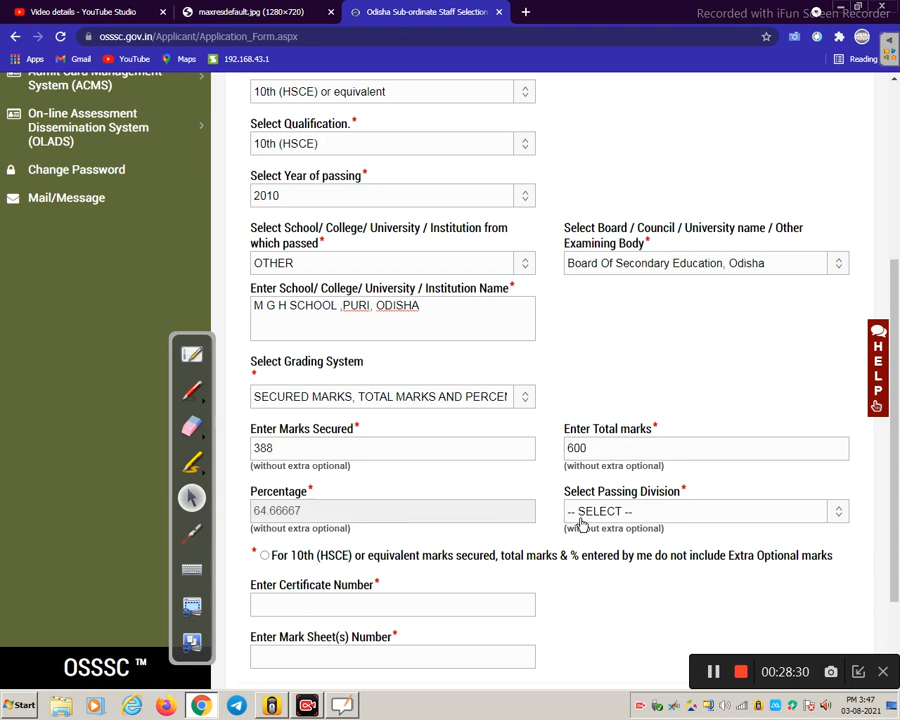 Video details - YouTube Studio
maxresdefault.jpg (1280×720)
Odisha Sub-ordinate Staff Selection
Recorded with iFun Screen Recorder
osssc.gov.in/Applicant/Application_Form.aspx
Apps
Gmail
YouTube
Maps
192.168.43.1
Reading
Admit Card Management
System (ACMS)
On-line Assessment
Dissemination System
(OLADS)
Change Password
Mail/Message
OSSSC ™
10th (HSCE) or equivalent
Select Qualification.*
10th (HSCE)
Select Year of passing*
2010
Select School/ College/ University / Institution from
which passed*
OTHER
Select Board / Council / University name / Other
Examining Body*
Board Of Secondary Education, Odisha
Enter School/ College/ University / Institution Name*
M G H SCHOOL ,PURI, ODISHA
Select Grading System
*
SECURED MARKS, TOTAL MARKS AND PERCEN
Enter Marks Secured*
388
(without extra optional)
Enter Total marks*
600
(without extra optional)
Percentage*
64.66667
(without extra optional)
Select Passing Division*
-- SELECT --
(without extra optional)
* For 10th (HSCE) or equivalent marks secured, total marks & % entered by me do not include Extra Optional marks
Enter Certificate Number*
Enter Mark Sheet(s) Number*
HELP
00:28:30
Start
PM 3:47
03-08-2021